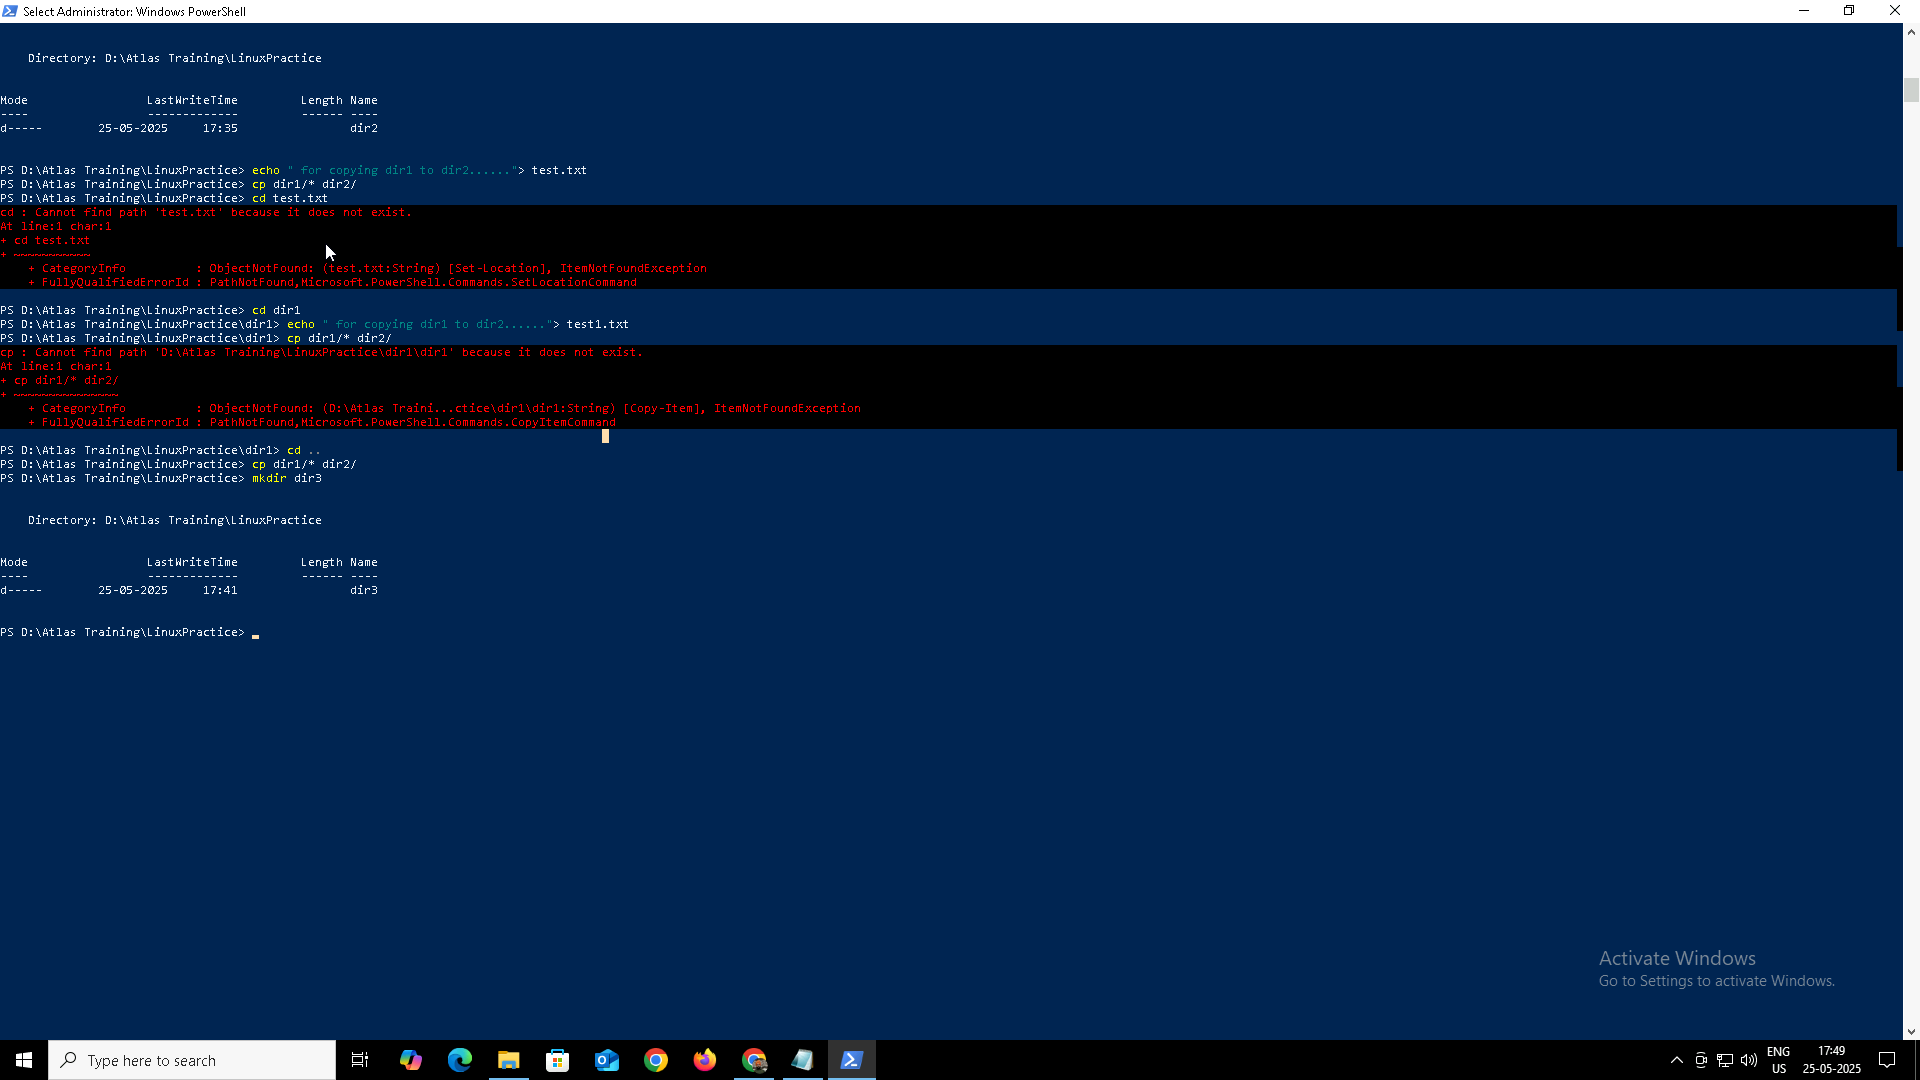 Select Administrator: Windows PowerShell
Directory: D:\Atlas Training\LinuxPractice
Mode                 LastWriteTime         Length Name
----                 -------------         ------ ----
d-----        25-05-2025     17:35                dir2
PS D:\Atlas Training\LinuxPractice> echo " for copying dir1 to dir2......"> test.txt
PS D:\Atlas Training\LinuxPractice> cp dir1/* dir2/
PS D:\Atlas Training\LinuxPractice> cd test.txt
cd : Cannot find path 'test.txt' because it does not exist.
At line:1 char:1
+ cd test.txt
+ ~~~~~~~~~~~
    + CategoryInfo          : ObjectNotFound: (test.txt:String) [Set-Location], ItemNotFoundException
    + FullyQualifiedErrorId : PathNotFound,Microsoft.PowerShell.Commands.SetLocationCommand
PS D:\Atlas Training\LinuxPractice> cd dir1
PS D:\Atlas Training\LinuxPractice\dir1> echo " for copying dir1 to dir2......"> test1.txt
PS D:\Atlas Training\LinuxPractice\dir1> cp dir1/* dir2/
cp : Cannot find path 'D:\Atlas Training\LinuxPractice\dir1\dir1' because it does not exist.
At line:1 char:1
+ cp dir1/* dir2/
+ ~~~~~~~~~~~~~~~
    + CategoryInfo          : ObjectNotFound: (D:\Atlas Traini...ctice\dir1\dir1:String) [Copy-Item], ItemNotFoundException
    + FullyQualifiedErrorId : PathNotFound,Microsoft.PowerShell.Commands.CopyItemCommand
PS D:\Atlas Training\LinuxPractice\dir1> cd ..
PS D:\Atlas Training\LinuxPractice> cp dir1/* dir2/
PS D:\Atlas Training\LinuxPractice> mkdir dir3
Directory: D:\Atlas Training\LinuxPractice
Mode                 LastWriteTime         Length Name
----                 -------------         ------ ----
d-----        25-05-2025     17:41                dir3
PS D:\Atlas Training\LinuxPractice>
Activate Windows
Go to Settings to activate Windows.
Type here to search
ENG
US
17:49
25-05-2025